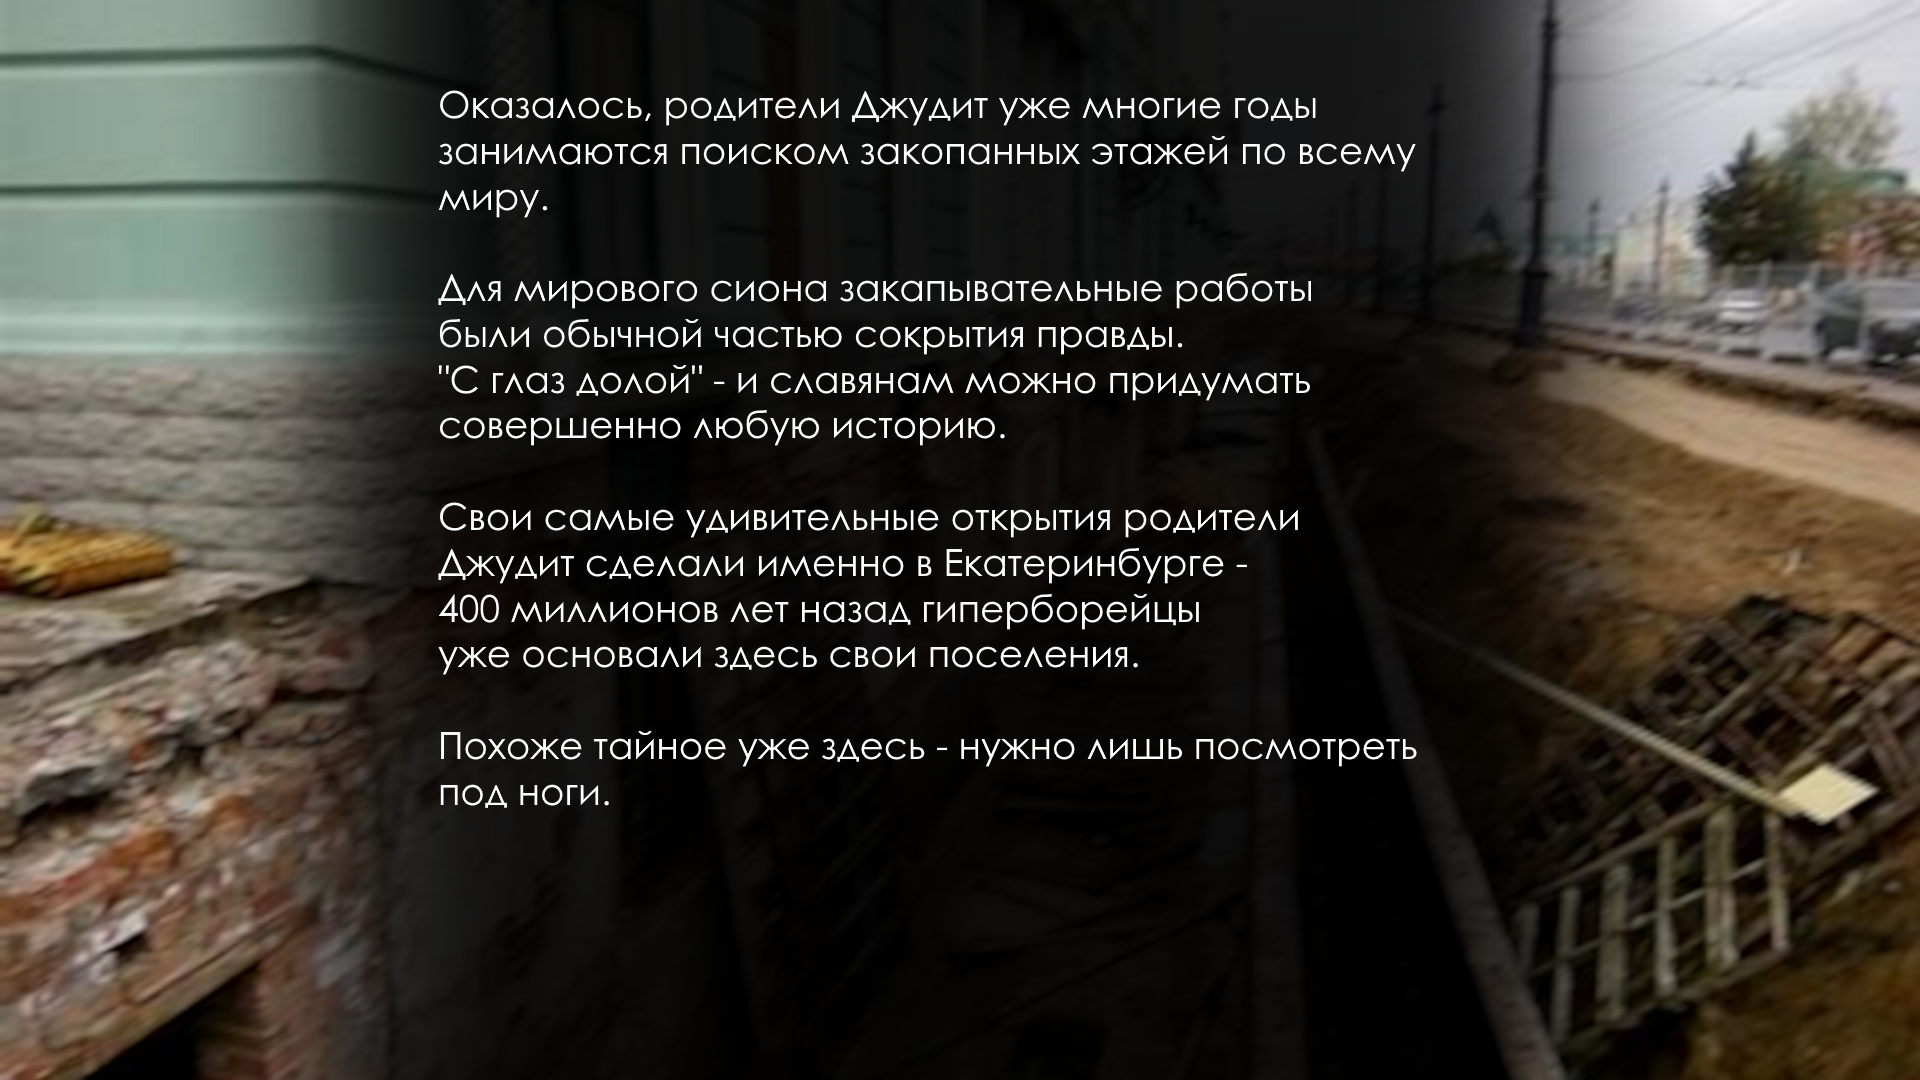 Оказалось, родители Джудит уже многие годы
занимаются поиском закопанных этажей по всему
миру.
Для мирового сиона закапывательные работы
были обычной частью сокрытия правды.
"С глаз долой" - и славянам можно придумать
совершенно любую историю.
Свои самые удивительные открытия родители
Джудит сделали именно в Екатеринбурге -
400 миллионов лет назад гиперборейцы
уже основали здесь свои поселения.
Похоже тайное уже здесь - нужно лишь посмотреть
под ноги.